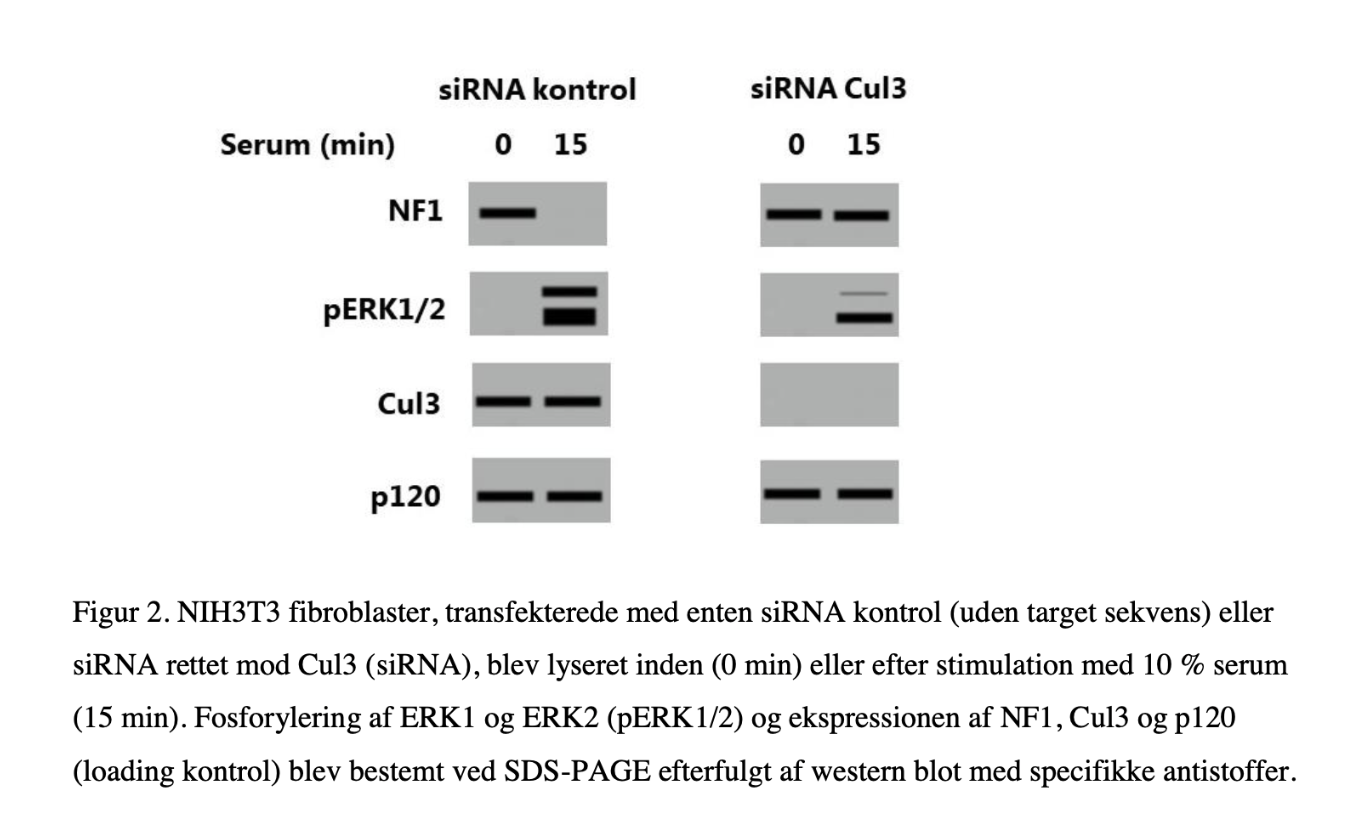 siRNA kontrol siRNA Cul3
Serum (min) 0 15 0 15
NF1
pERK1/2
Cul3
p120
Figur 2. NIH3T3 fibroblaster, transfekterede med enten siRNA kontrol (uden target sekvens) eller
siRNA rettet mod Cul3 (siRNA), blev lyseret inden (0 min) eller efter stimulation med 10 % serum
(15 min). Fosforylering af ERK1 og ERK2 (pERK1/2) og ekspressionen af NF1, Cul3 og p120
(loading kontrol) blev bestemt ved SDS-PAGE efterfulgt af western blot med specifikke antistoffer.